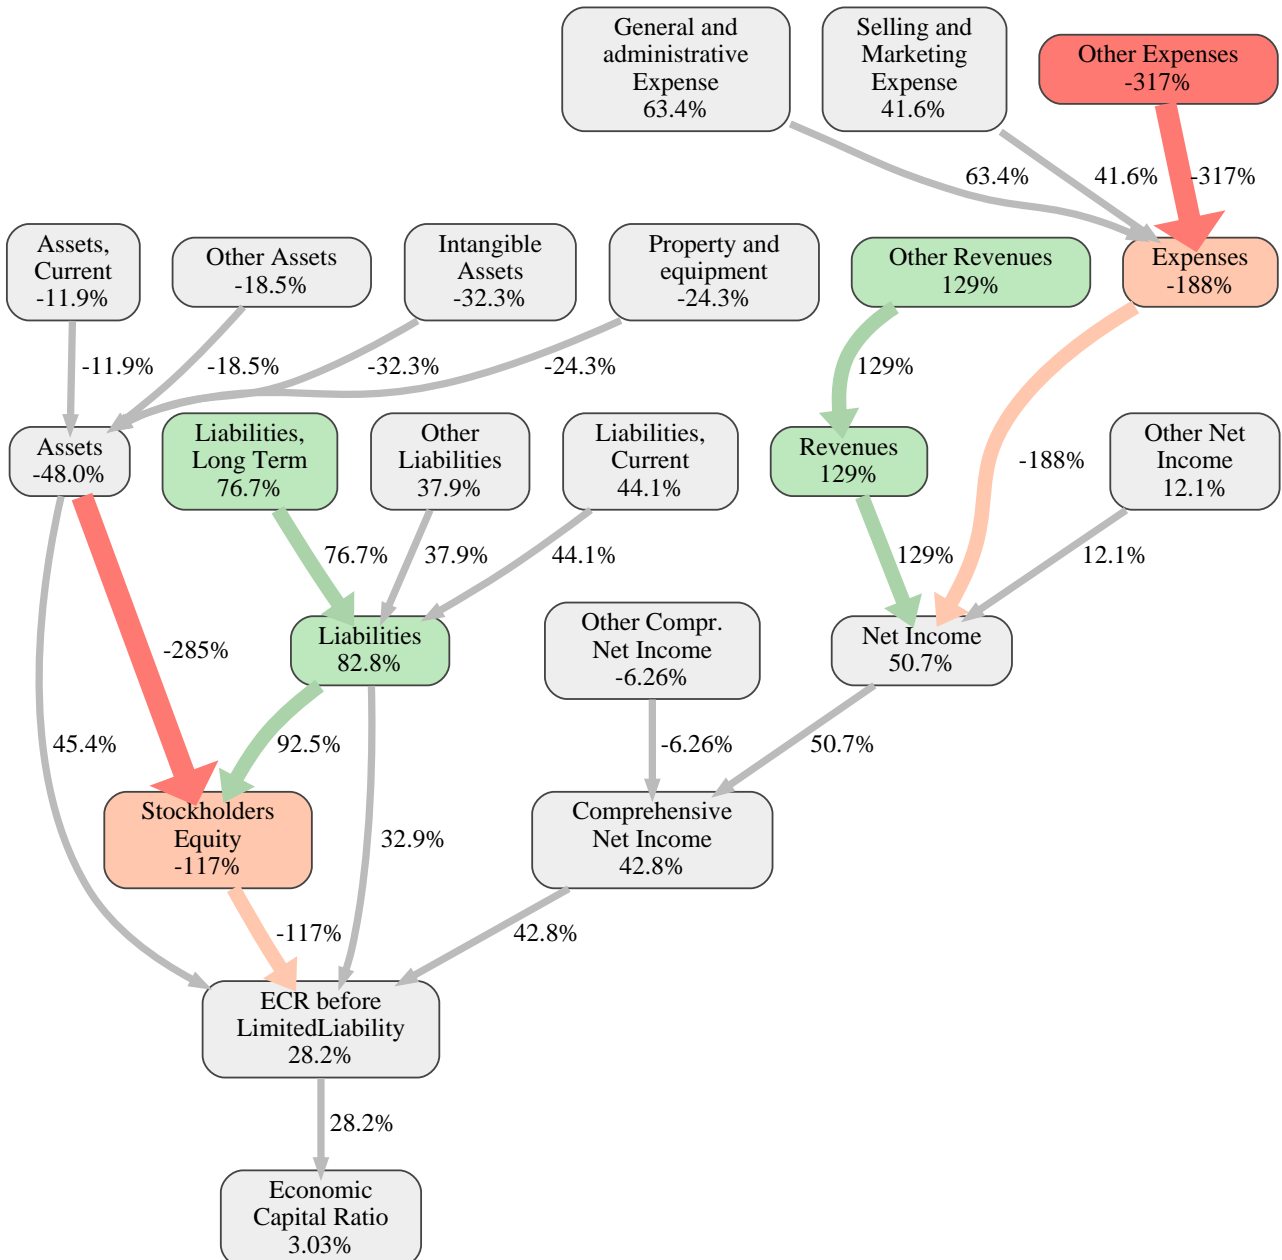 General and
administrative
Expense
63.4%
Selling and
Marketing
Expense
41.6%
Other Expenses
-317%
63.4%
41.6%
-317%
Assets,
Current
-11.9%
Other Assets
-18.5%
Intangible
Assets
-32.3%
Property and
equipment
-24.3%
Other Revenues
129%
Expenses
-188%
-11.9%
-18.5%
-32.3%
-24.3%
129%
-188%
Assets
-48.0%
Liabilities,
Long Term
76.7%
Other
Liabilities
37.9%
Liabilities,
Current
44.1%
Revenues
129%
Other Net
Income
12.1%
76.7%
37.9%
44.1%
129%
12.1%
-285%
Liabilities
82.8%
Other Compr.
Net Income
-6.26%
Net Income
50.7%
45.4%
92.5%
-6.26%
50.7%
Stockholders
Equity
-117%
32.9%
Comprehensive
Net Income
42.8%
-117%
42.8%
ECR before
LimitedLiability
28.2%
28.2%
Economic
Capital Ratio
3.03%